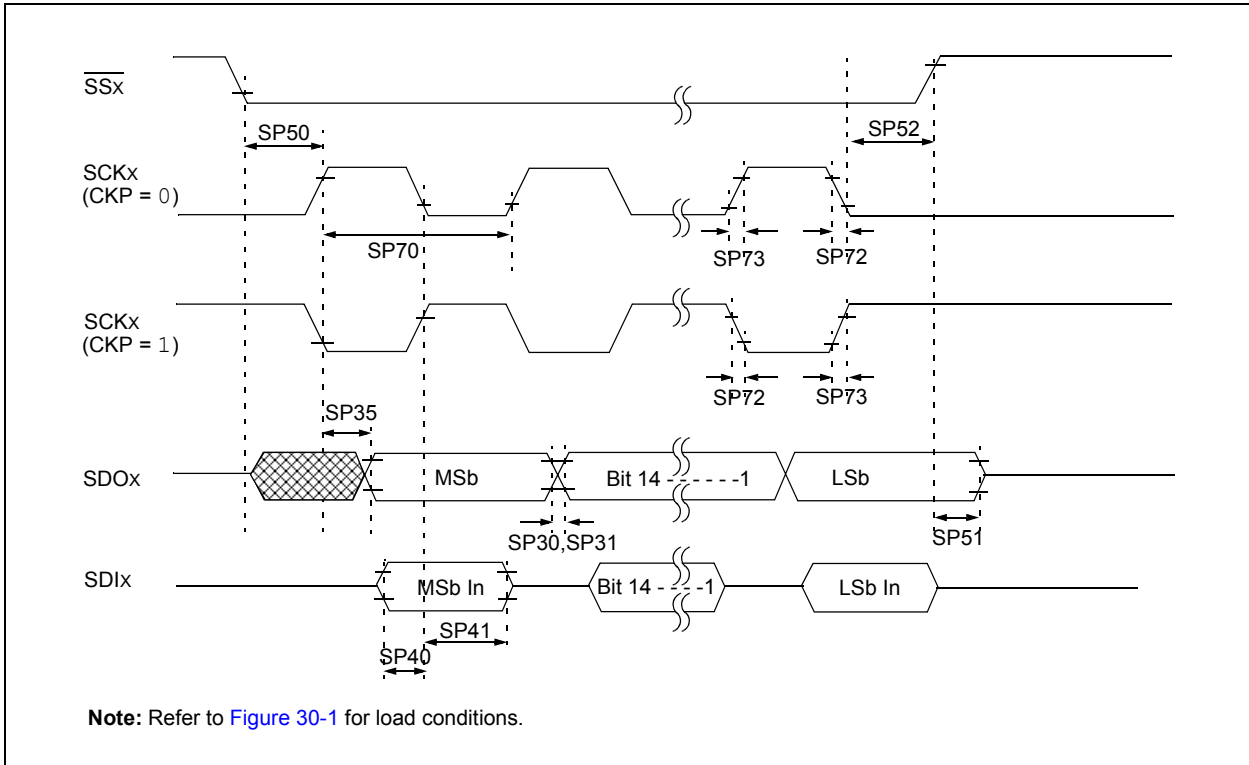 SSx
SP50
SP52
SCKx
(CKP = 0)
SP70
SP73
SP72
SCKx
(CKP = 1)
SP72
SP73
SP35
SDOx
MSb
Bit 14 - - - - - - -1
LSb
SP30,SP31
SP51
SDIx
MSb In
Bit 14 - - - -1
LSb In
SP41
SP40
Note: Refer to Figure 30-1 for load conditions.